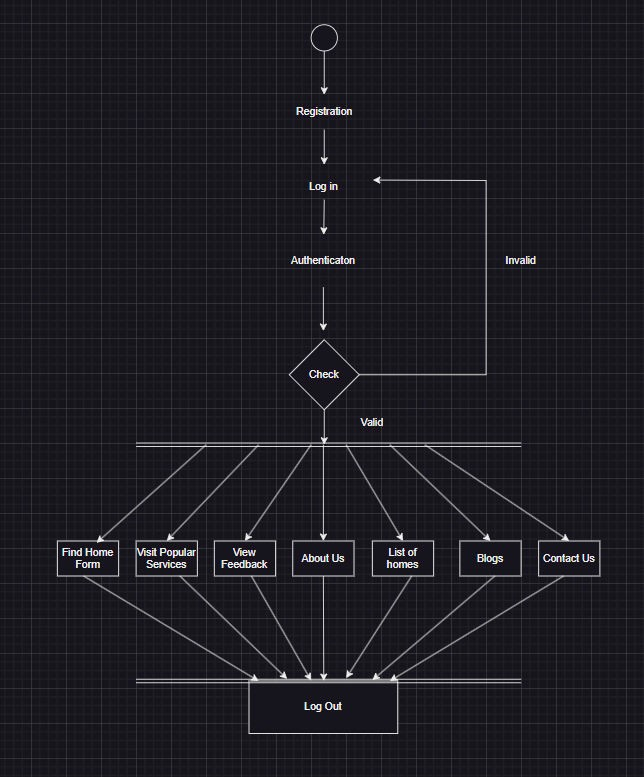 Registration
Log in
Authenticaton
Invalid
Check
Valid
Find Home
Form
Visit Popular
Services
View
Feedback
About Us
List of
homes
Blogs
Contact Us
Log Out